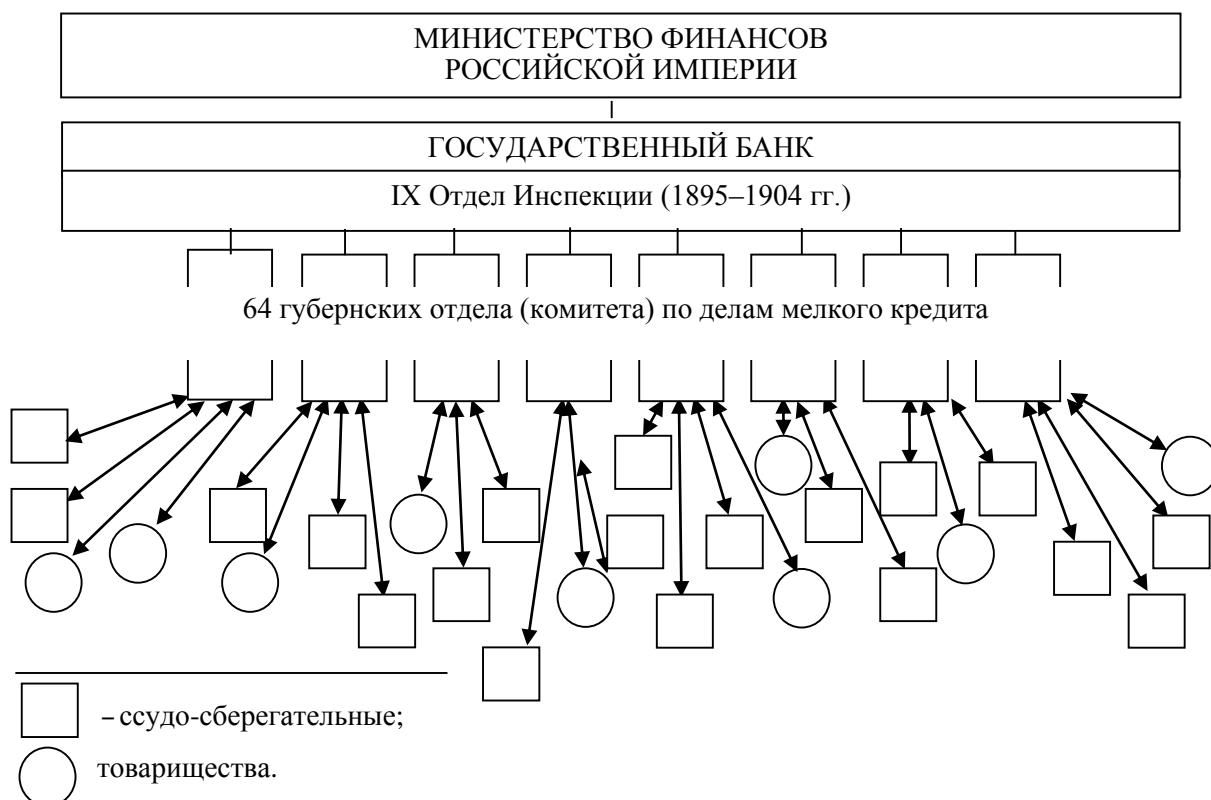 МИНИСТЕРСТВО ФИНАНСОВ
РОССИЙСКОЙ ИМПЕРИИ
ГОСУДАРСТВЕННЫЙ БАНК
IX Отдел Инспекции (1895–1904 гг.)
64 губернских отдела (комитета) по делам мелкого кредита
– ссудо-сберегательные;
товарищества.